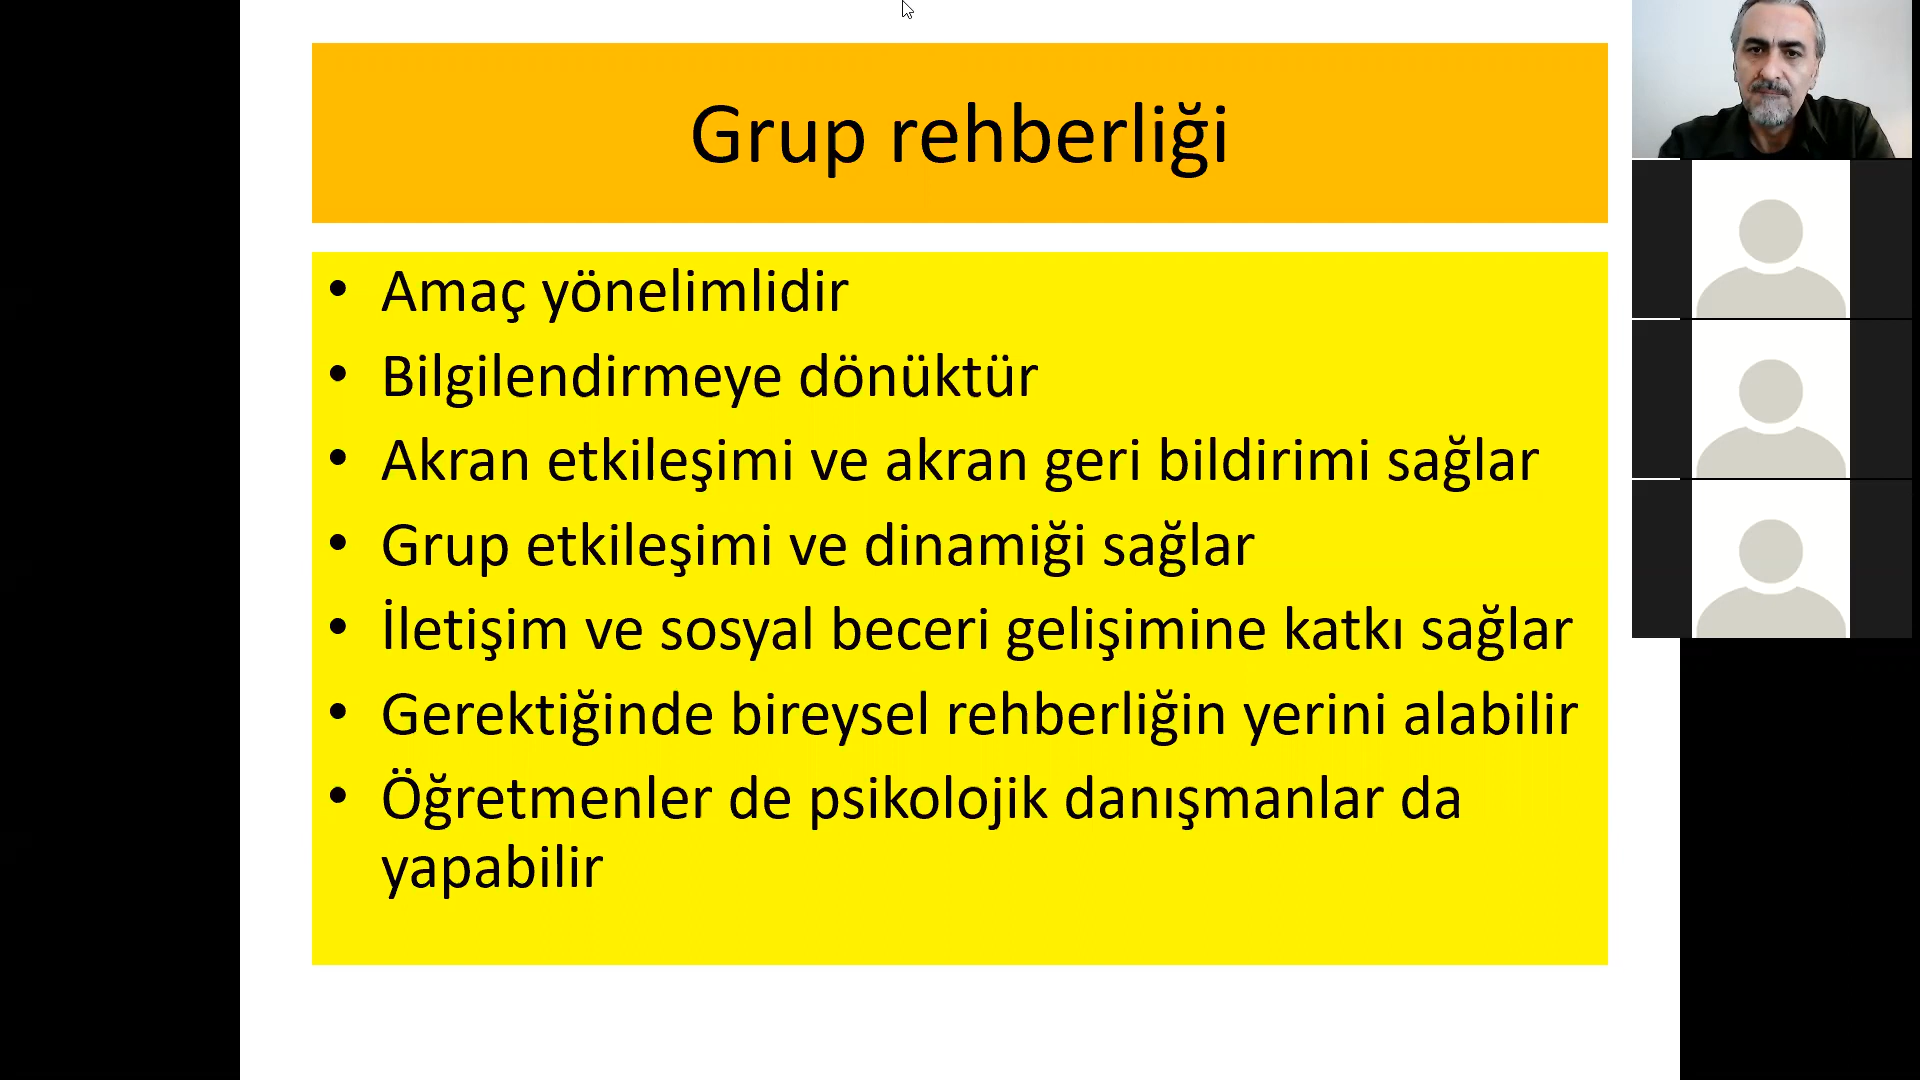 Grup rehberliği
• Amaç yönelimlidir
• Bilgilendirmeye dönüktür
• Akran etkileşimi ve akran geri bildirimi sağlar
• Grup etkileşimi ve dinamiği sağlar
• İletişim ve sosyal beceri gelişimine katkı sağlar
• Gerektiğinde bireysel rehberliğin yerini alabilir
• Öğretmenler de psikolojik danışmanlar da
yapabilir